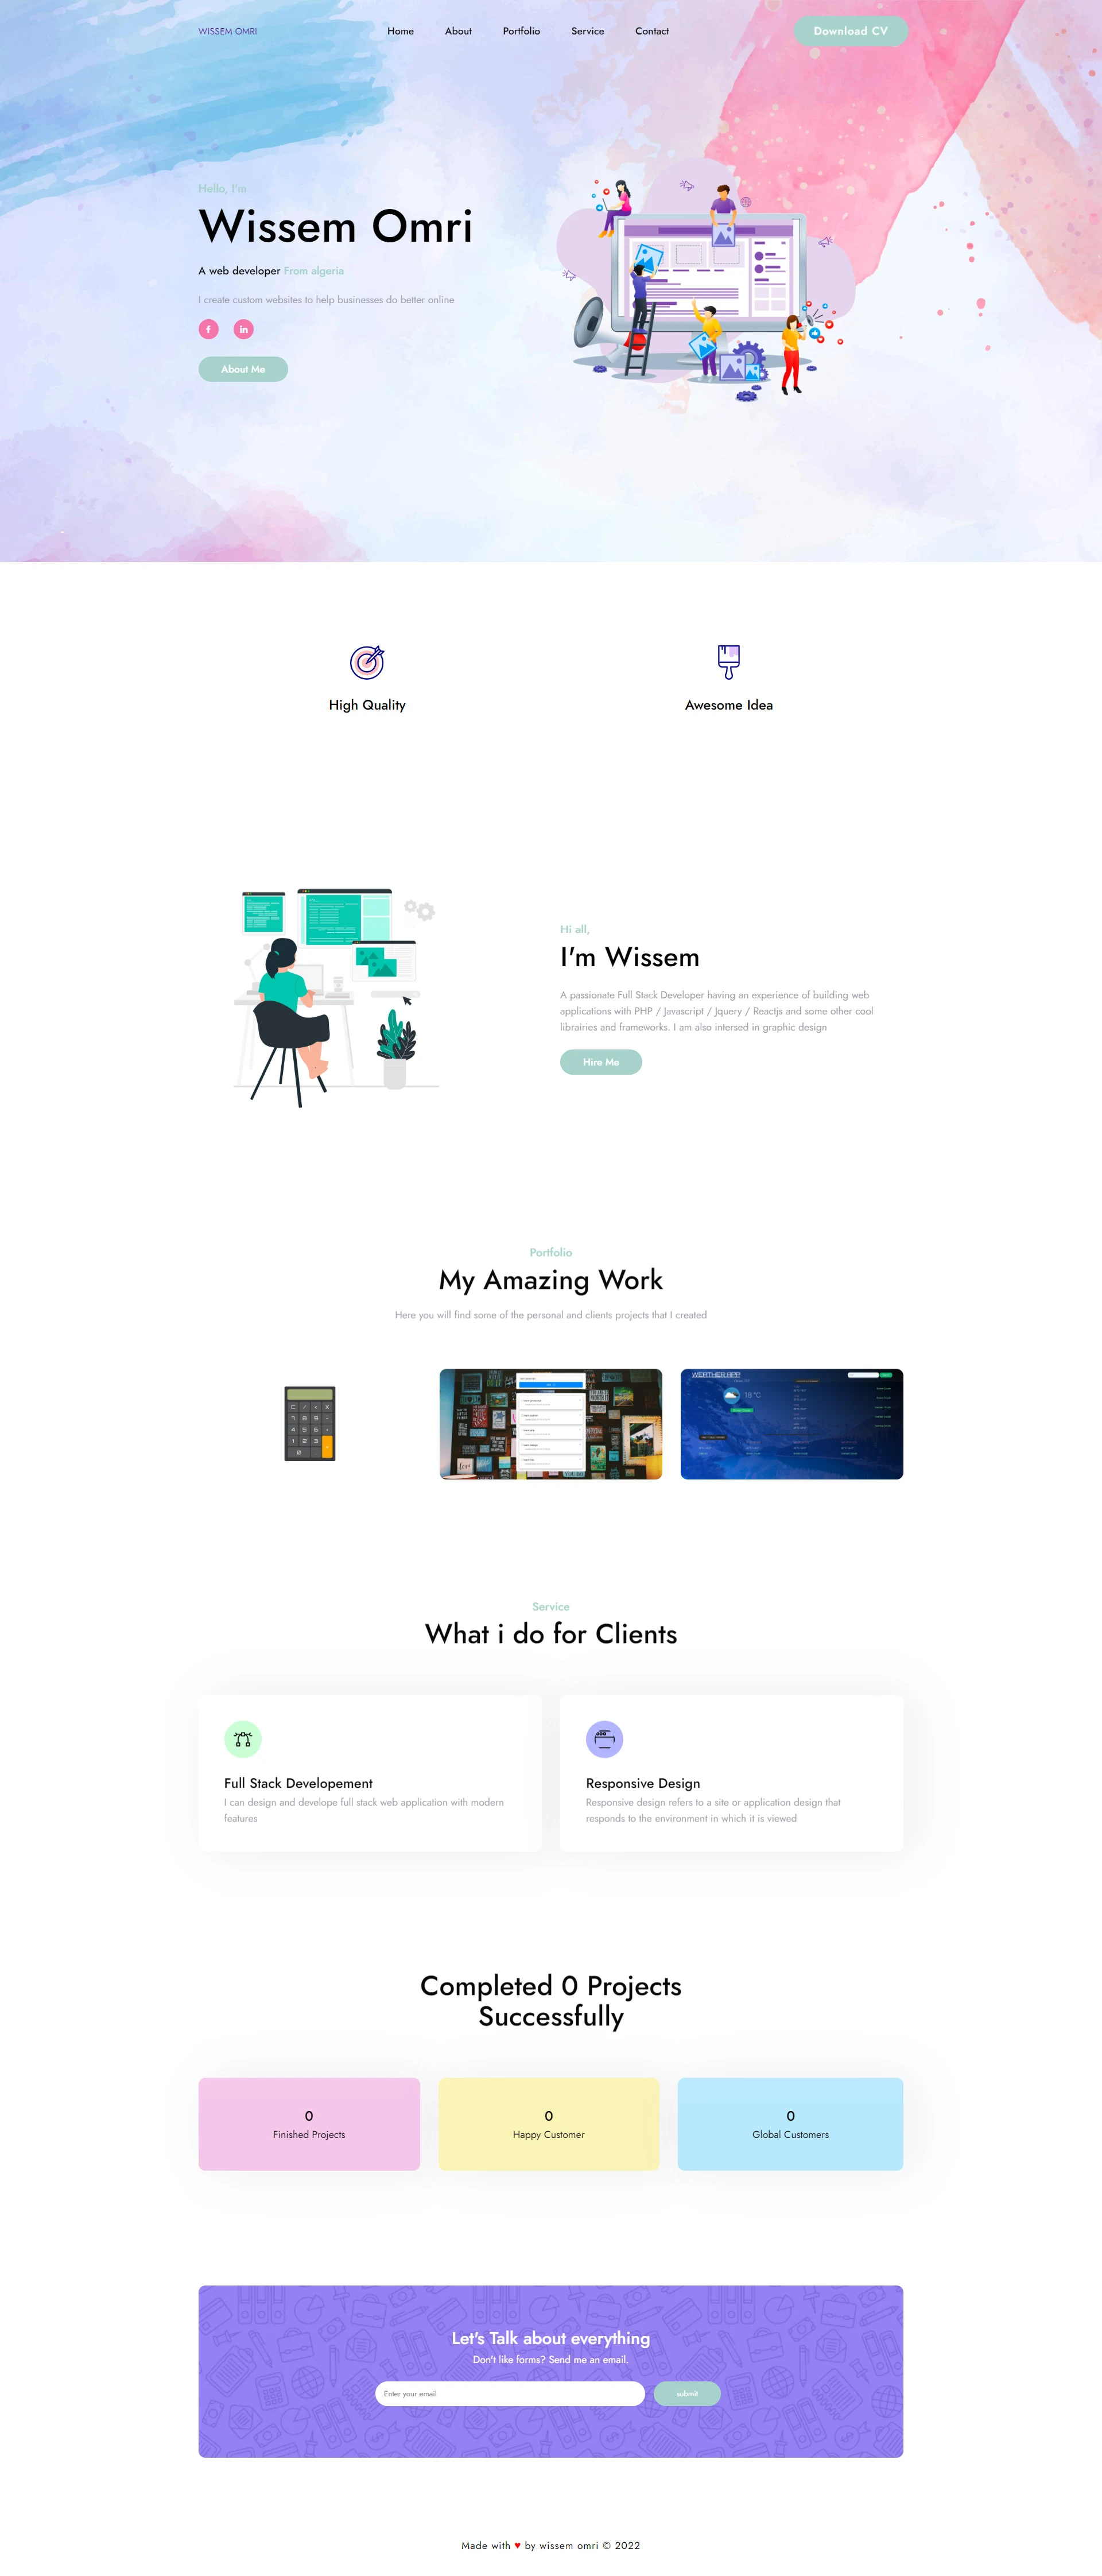 WISSEM OMRI
Home
About
Portfolio
Service
Contact
Download CV
Hello, I'm
Wissem Omri
A web developer From algeria
I create custom websites to help businesses do better online
About Me
High Quality
Awesome Idea
Hi all,
I'm Wissem
A passionate Full Stack Developer having an experience of building web
applications with PHP / Javascript / Jquery / Reactjs and some other cool
librairies and frameworks. I am also intersed in graphic design
Hire Me
Portfolio
My Amazing Work
Here you will find some of the personal and clients projects that I created
WEATHER APP
18 °C
Service
What i do for Clients
Full Stack Developement
I can design and develope full stack web application with modern
features
Responsive Design
Responsive design refers to a site or application design that
responds to the environment in which it is viewed
Completed 0 Projects
Successfully
0
Finished Projects
0
Happy Customer
0
Global Customers
Let's Talk about everything
Don't like forms? Send me an email.
Enter your email
submit
Made with ♥ by wissem omri © 2022